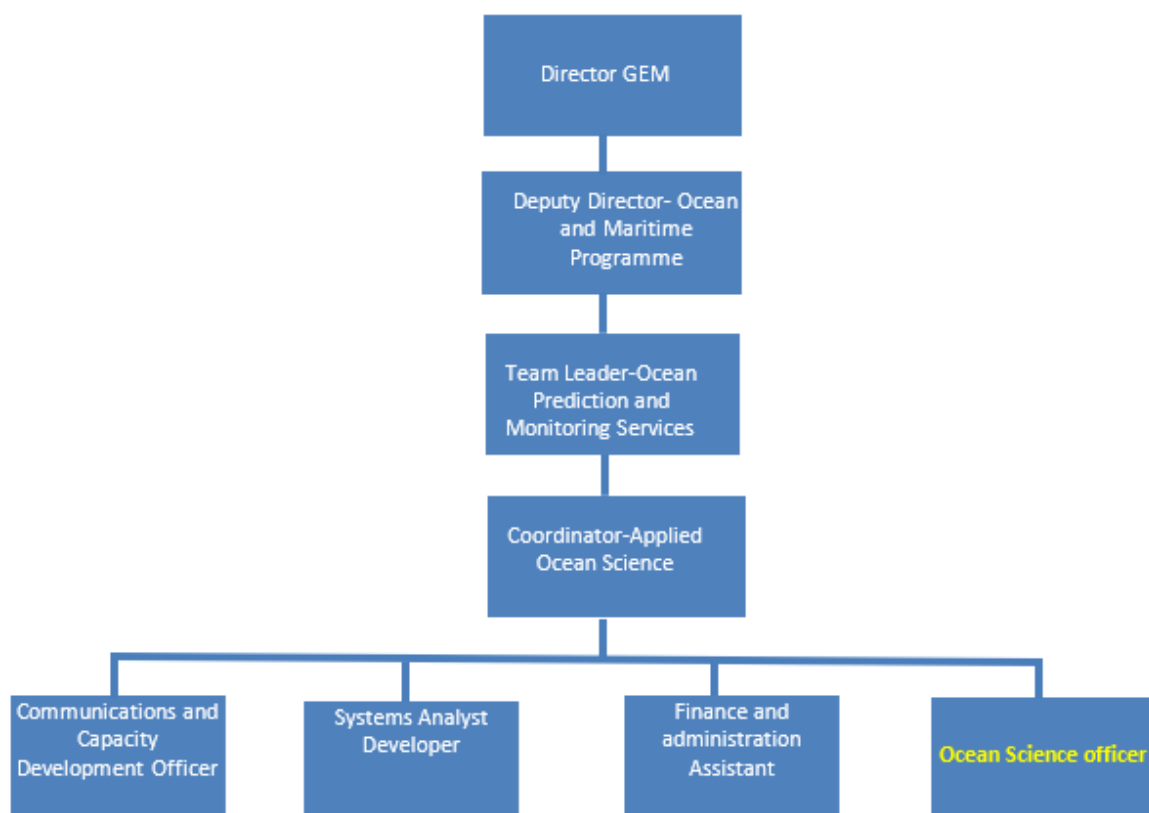 Director GEM
Deputy Director- Ocean
and Maritime
Programme
Team Leader-Ocean
Prediction and
Monitoring Services
Coordinator-Applied
Ocean Science
Communications and
Capacity
Development Officer
Systems Analyst
Developer
Finance and
administration
Assistant
Ocean Science officer